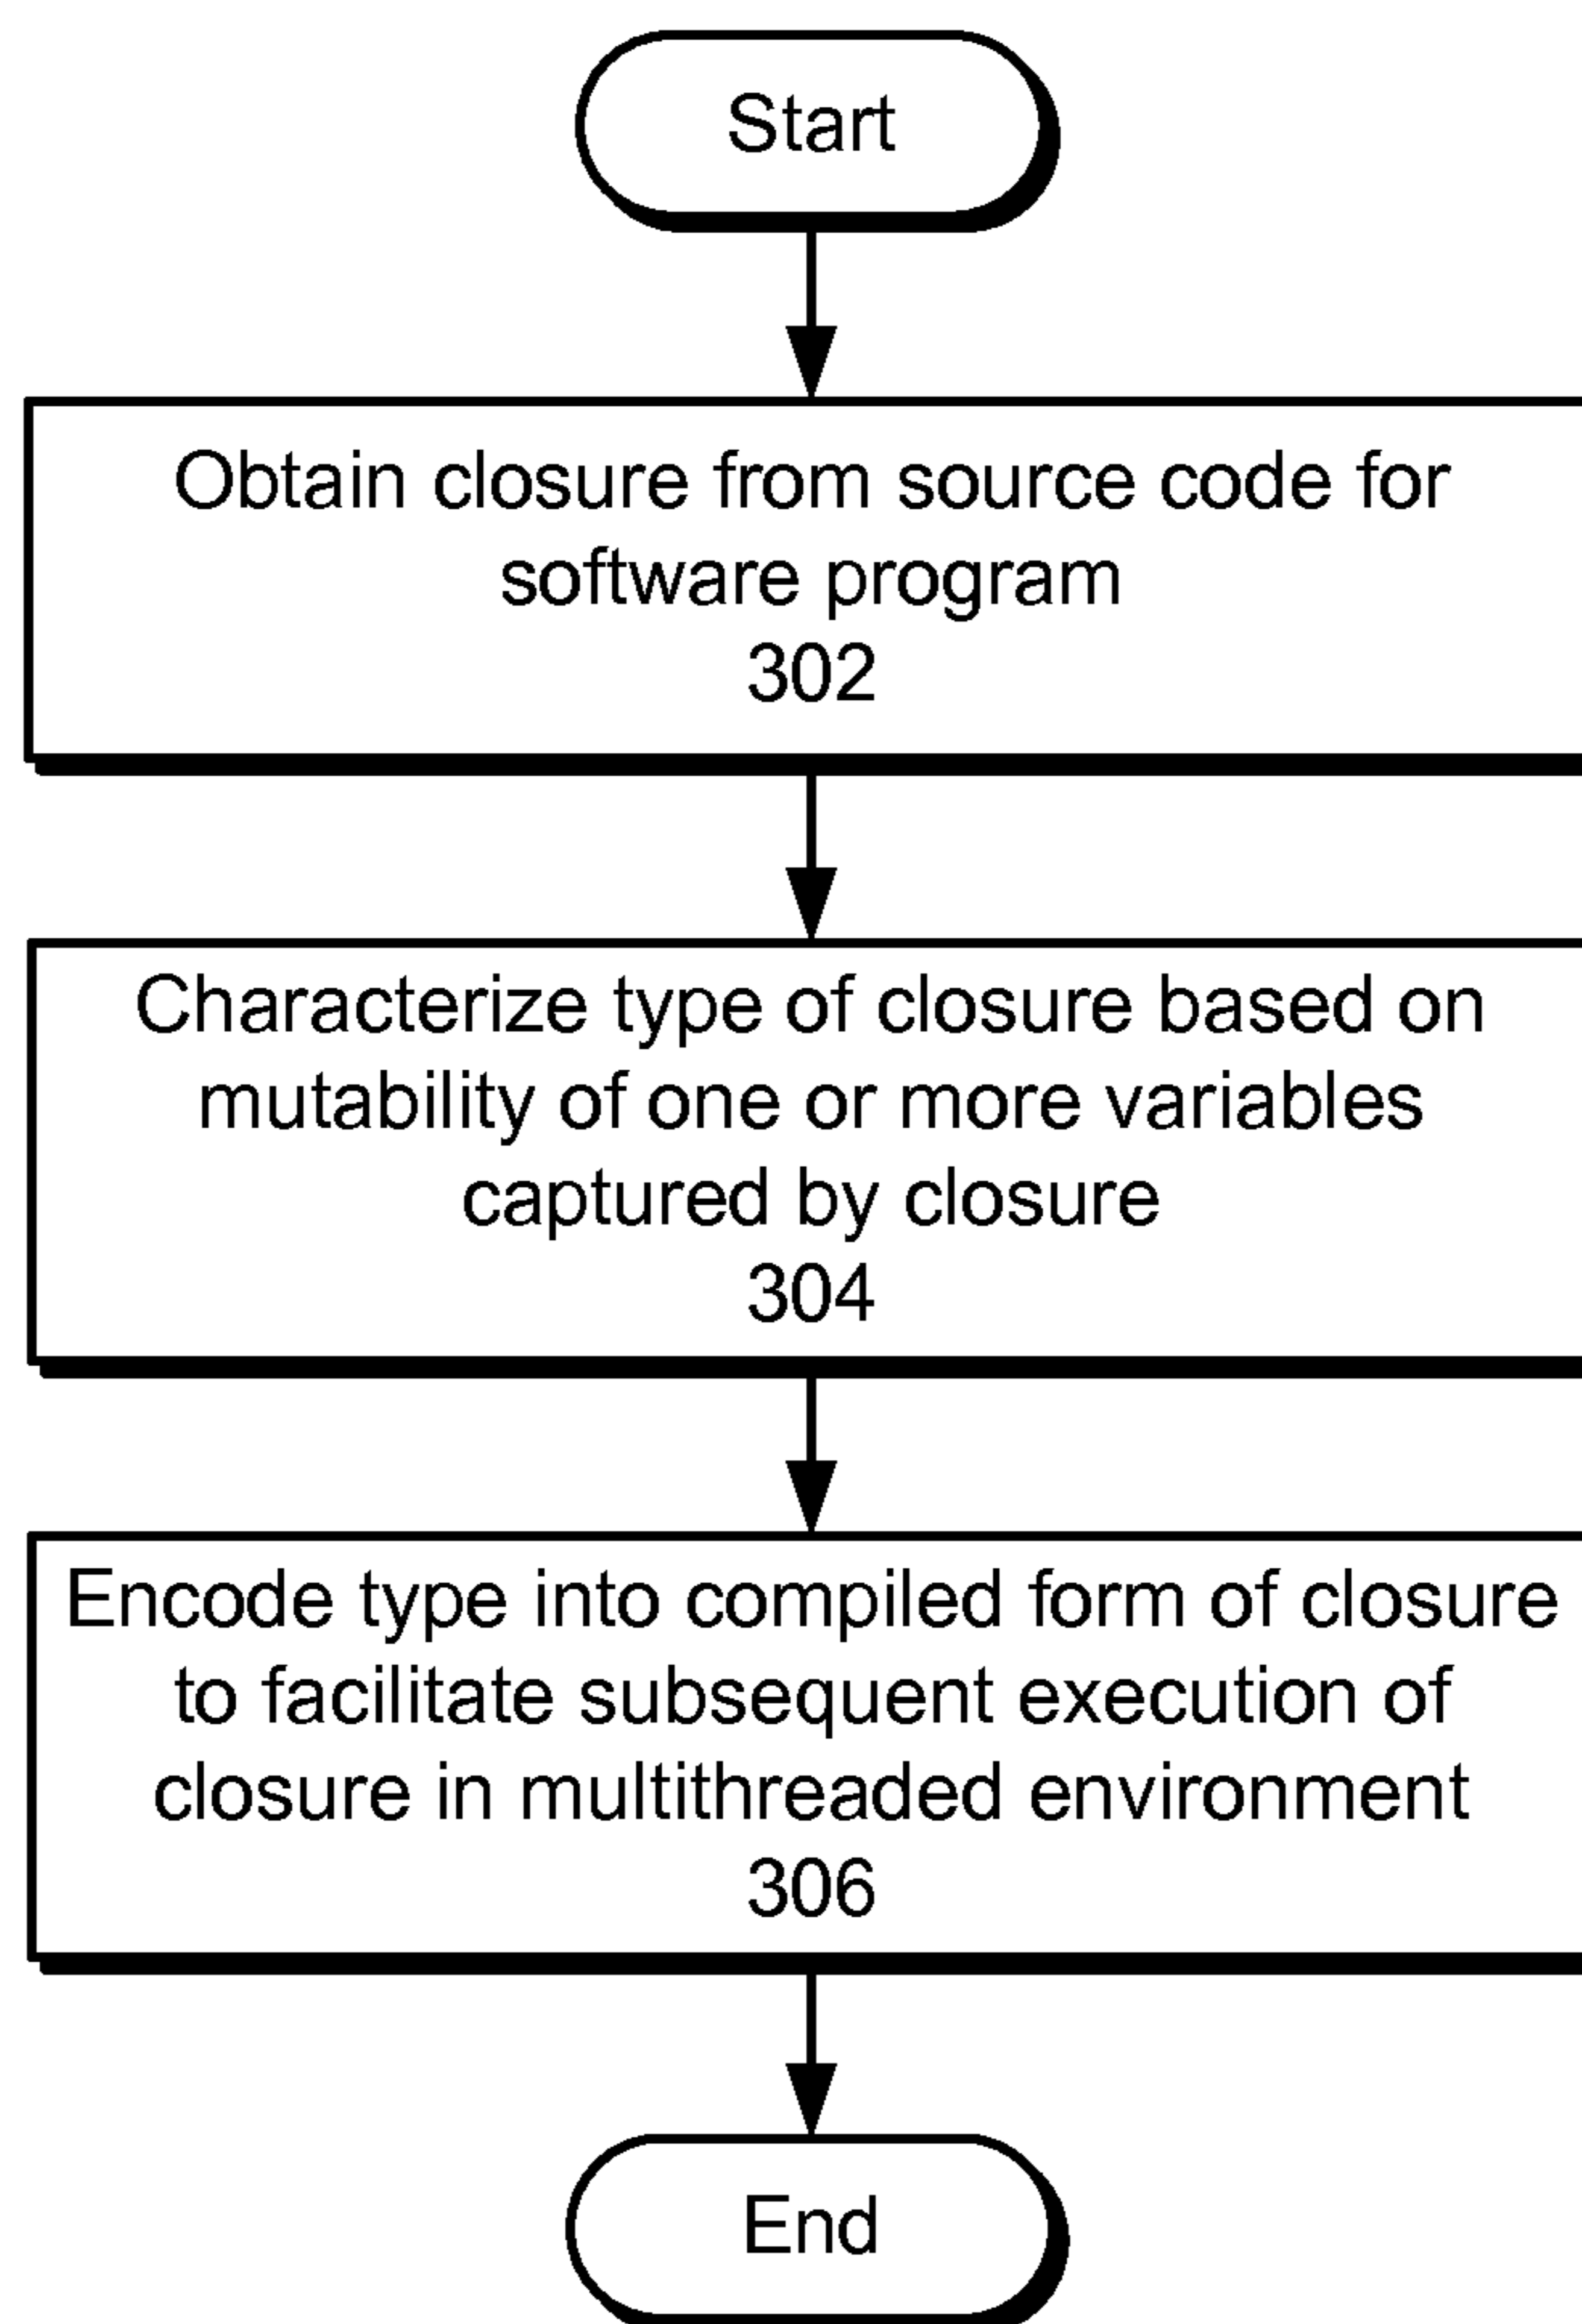 Start
Obtain closure from source code for
software program
302
Characterize type of closure based on
mutability of one or more variables
captured by closure
304
Encode type into compiled form of closure
to facilitate subsequent execution of
closure in multithreaded environment
306
End